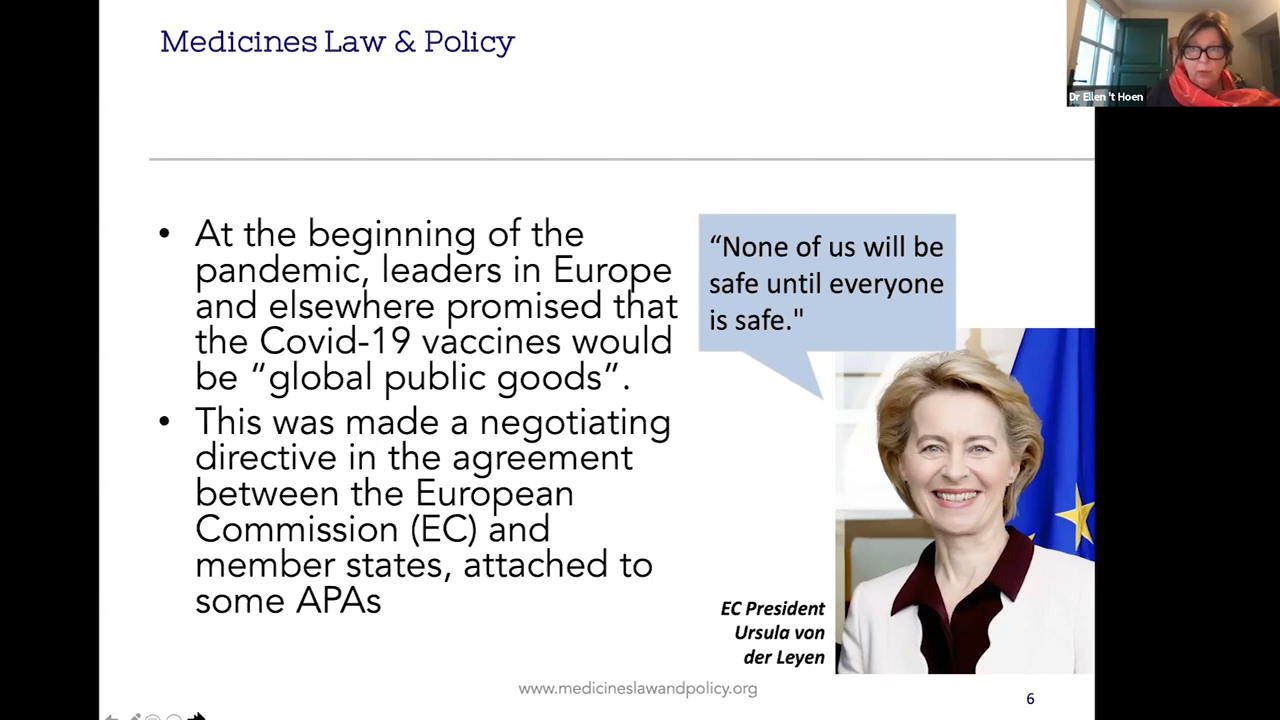 Medicines Law & Policy
Dr Ellen 't Hoen
• At the beginning of the
pandemic, leaders in Europe
and elsewhere promised that
the Covid-19 vaccines would
be “global public goods”.
• This was made a negotiating
directive in the agreement
between the European
Commission (EC) and
member states, attached to
some APAs
“None of us will be
safe until everyone
is safe."
EC President
Ursula von
der Leyen
www.medicineslawandpolicy.org
6